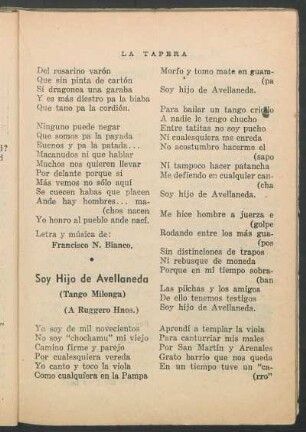 LA TAPERA
Del rosarino varón
Que sin pinta de cartón
Si dragonea una gamba
Y es más diestro pa la biaba
Que tano pa la cordión.
Ninguno puede negar
Que somos pa la payada
Buenos y pa la patada...
Macanudos ni que hablar
Muchos nos quieren llevar
Por delante porque sí
Más vemos no sólo aquí
Se cuecen habas que placen
Ande hay hombres... ma-
(chos nacen
Yo honro al pueblo ande nací.
Letra y música de:
Francisco N. Bianco,
Soy Hijo de Avellaneda
(Tango Milonga)
(A Ruggero Hnos.)
Yo soy de mil novecientos
No soy "chochamu" mi viejo
Camino firme y parejo
Por cualesquiera vereda
Yo canto y toco la viola
Como cualquiera en la Pampa
Morfo y tomo mate en guam-
(pa
Soy hijo de Avellaneda.
Para bailar un tango criollo
A nadie le tengo chucho
Entre taitas no soy pucho
Ni cualesquiera me enreda
No acostumbro hacerme el
(sapo
Ni tampoco hacer patancha
Me defiendo en cualquier can-
(cha
Soy hijo de Avellaneda.
Me hice hombre a juerza e
(golpe
Rodando entre los más gua-
(pos
Sin distinciones de trapos
Ni rebusque de moneda
Porque en mi tiempo sobra-
(ban
Las pilchas y los amigos
De ello tenemos testigos
Soy hijo de Avellaneda.
Aprendí a templar la viola
Para canturriar mis males
Por San Martín y Arenales
Grato barrio que nos queda
En un tiempo tuve un "ca-
(rro"